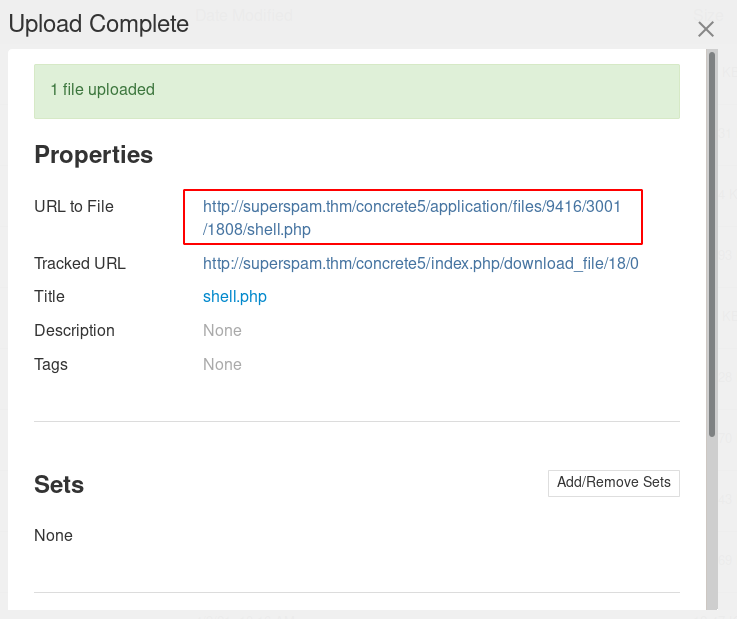 Upload Complete
1 file uploaded
Properties
URL to File
http://superspam.thm/concrete5/application/files/9416/3001
/1808/shell.php
Tracked URL
http://superspam.thm/concrete5/index.php/download_file/18/0
Title
shell.php
Description
None
Tags
None
Sets
Add/Remove Sets
None